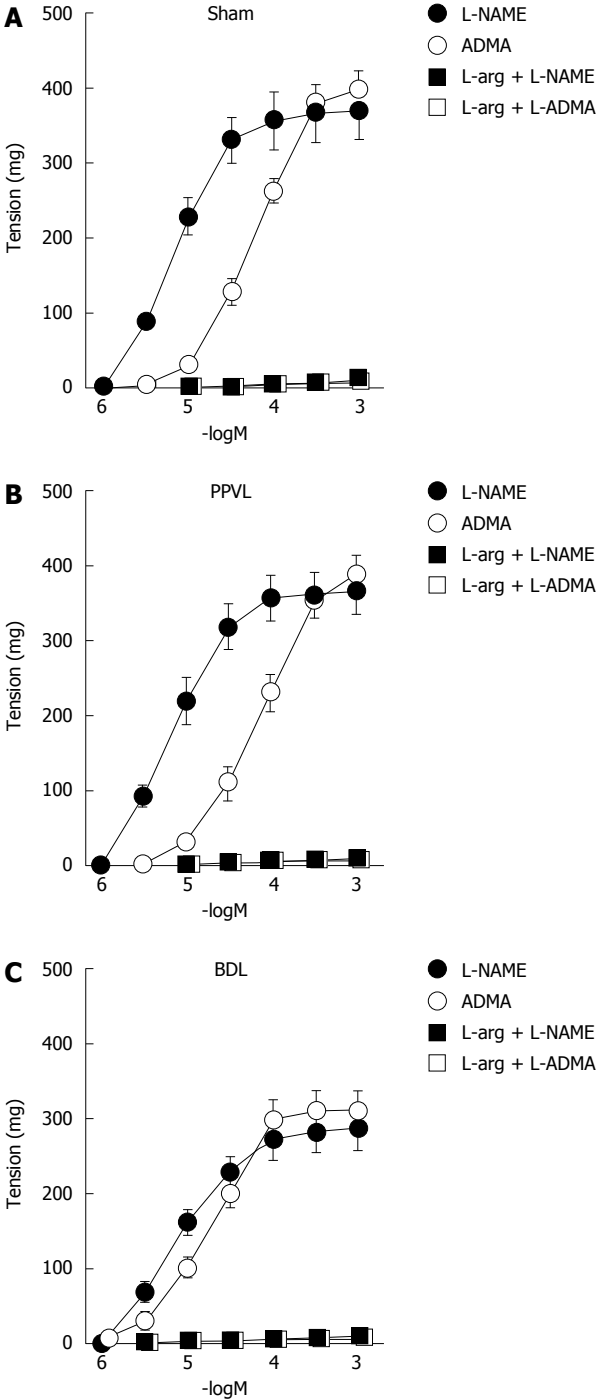 A
Sham
500
400
300
200
100
0
Tension (mg)
6 5 4 3
-logM
L-NAME
ADMA
L-arg + L-NAME
L-arg + L-ADMA
B
PPVL
500
400
300
200
100
0
Tension (mg)
6 5 4 3
-logM
L-NAME
ADMA
L-arg + L-NAME
L-arg + L-ADMA
C
BDL
500
400
300
200
100
0
Tension (mg)
6 5 4 3
-logM
L-NAME
ADMA
L-arg + L-NAME
L-arg + L-ADMA